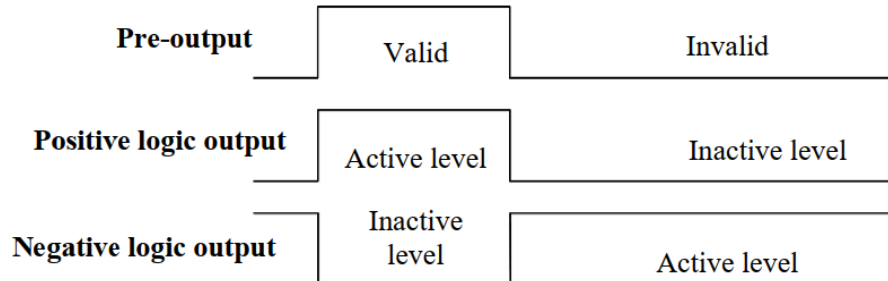 Pre-output
Valid
Invalid
Positive logic output
Active level
Inactive level
Negative logic output
Inactive
level
Active level